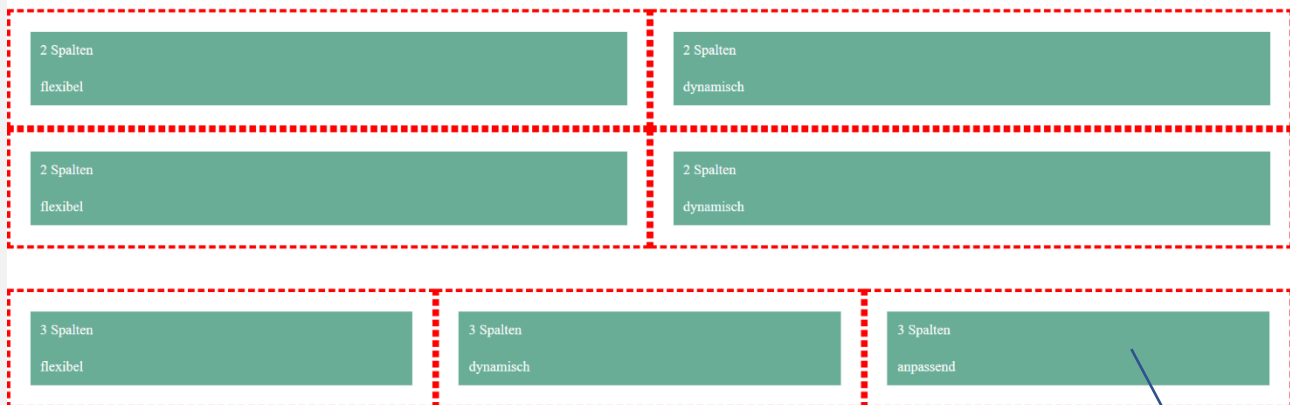 2 Spalten
flexibel
2 Spalten
dynamisch
2 Spalten
flexibel
2 Spalten
dynamisch
3 Spalten
flexibel
3 Spalten
dynamisch
3 Spalten
anpassend